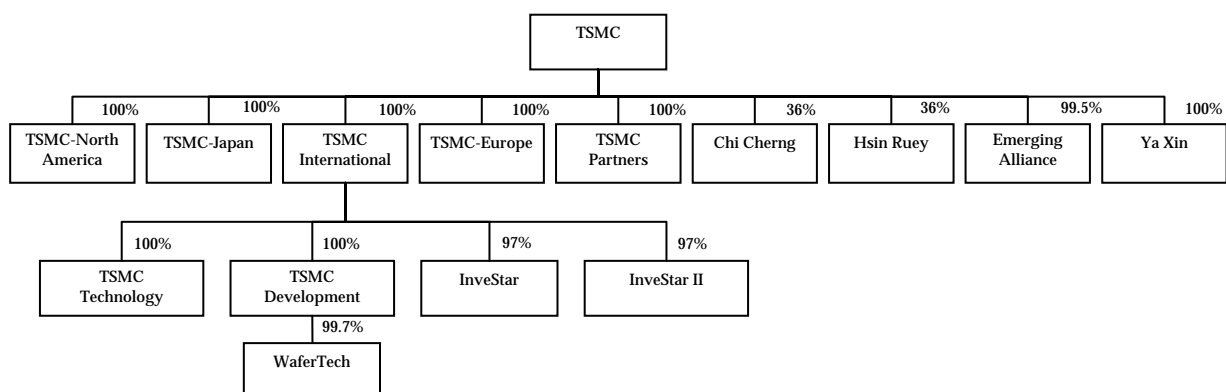 TSMC
100%
100%
100%
100%
100%
36%
36%
99.5%
100%
TSMC-North
America
TSMC-Japan
TSMC
International
TSMC-Europe
TSMC
Partners
Chi Cherng
Hsin Ruey
Emerging
Alliance
Ya Xin
100%
100%
97%
97%
TSMC
Technology
TSMC
Development
InveStar
InveStar II
99.7%
WaferTech